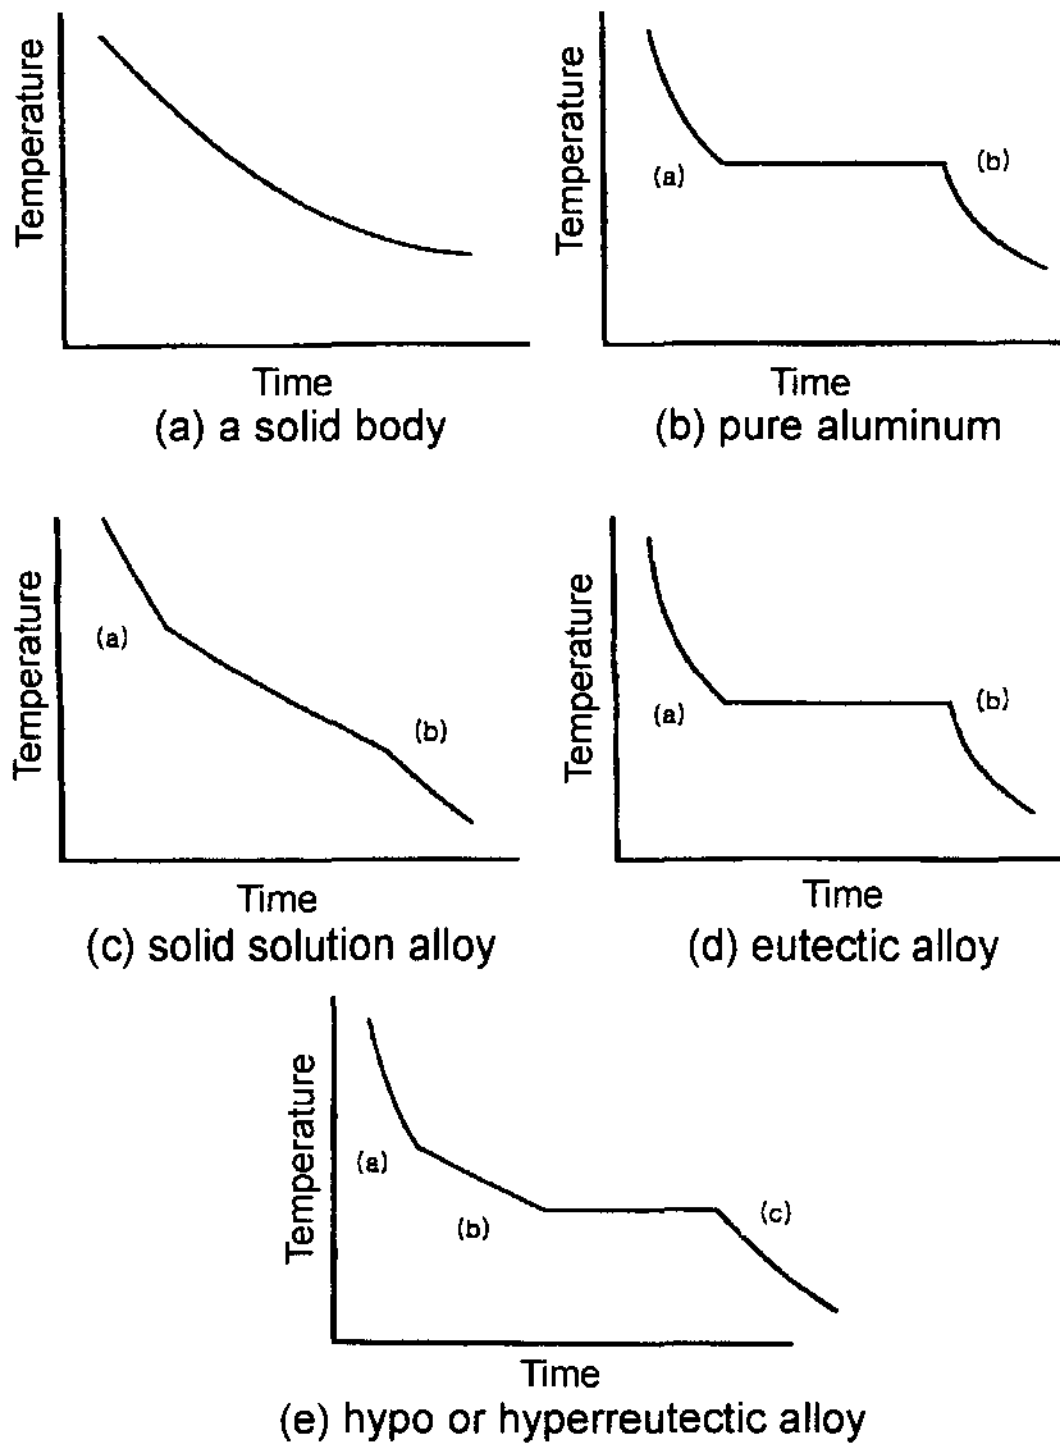 Temperature
Time
(a) a solid body
Temperature
(a)
(b)
Time
(b) pure aluminum
Temperature
(a)
(b)
Time
(c) solid solution alloy
Temperature
(a)
(b)
Time
(d) eutectic alloy
Temperature
(a)
(b)
(c)
Time
(e) hypo or hyperreutectic alloy